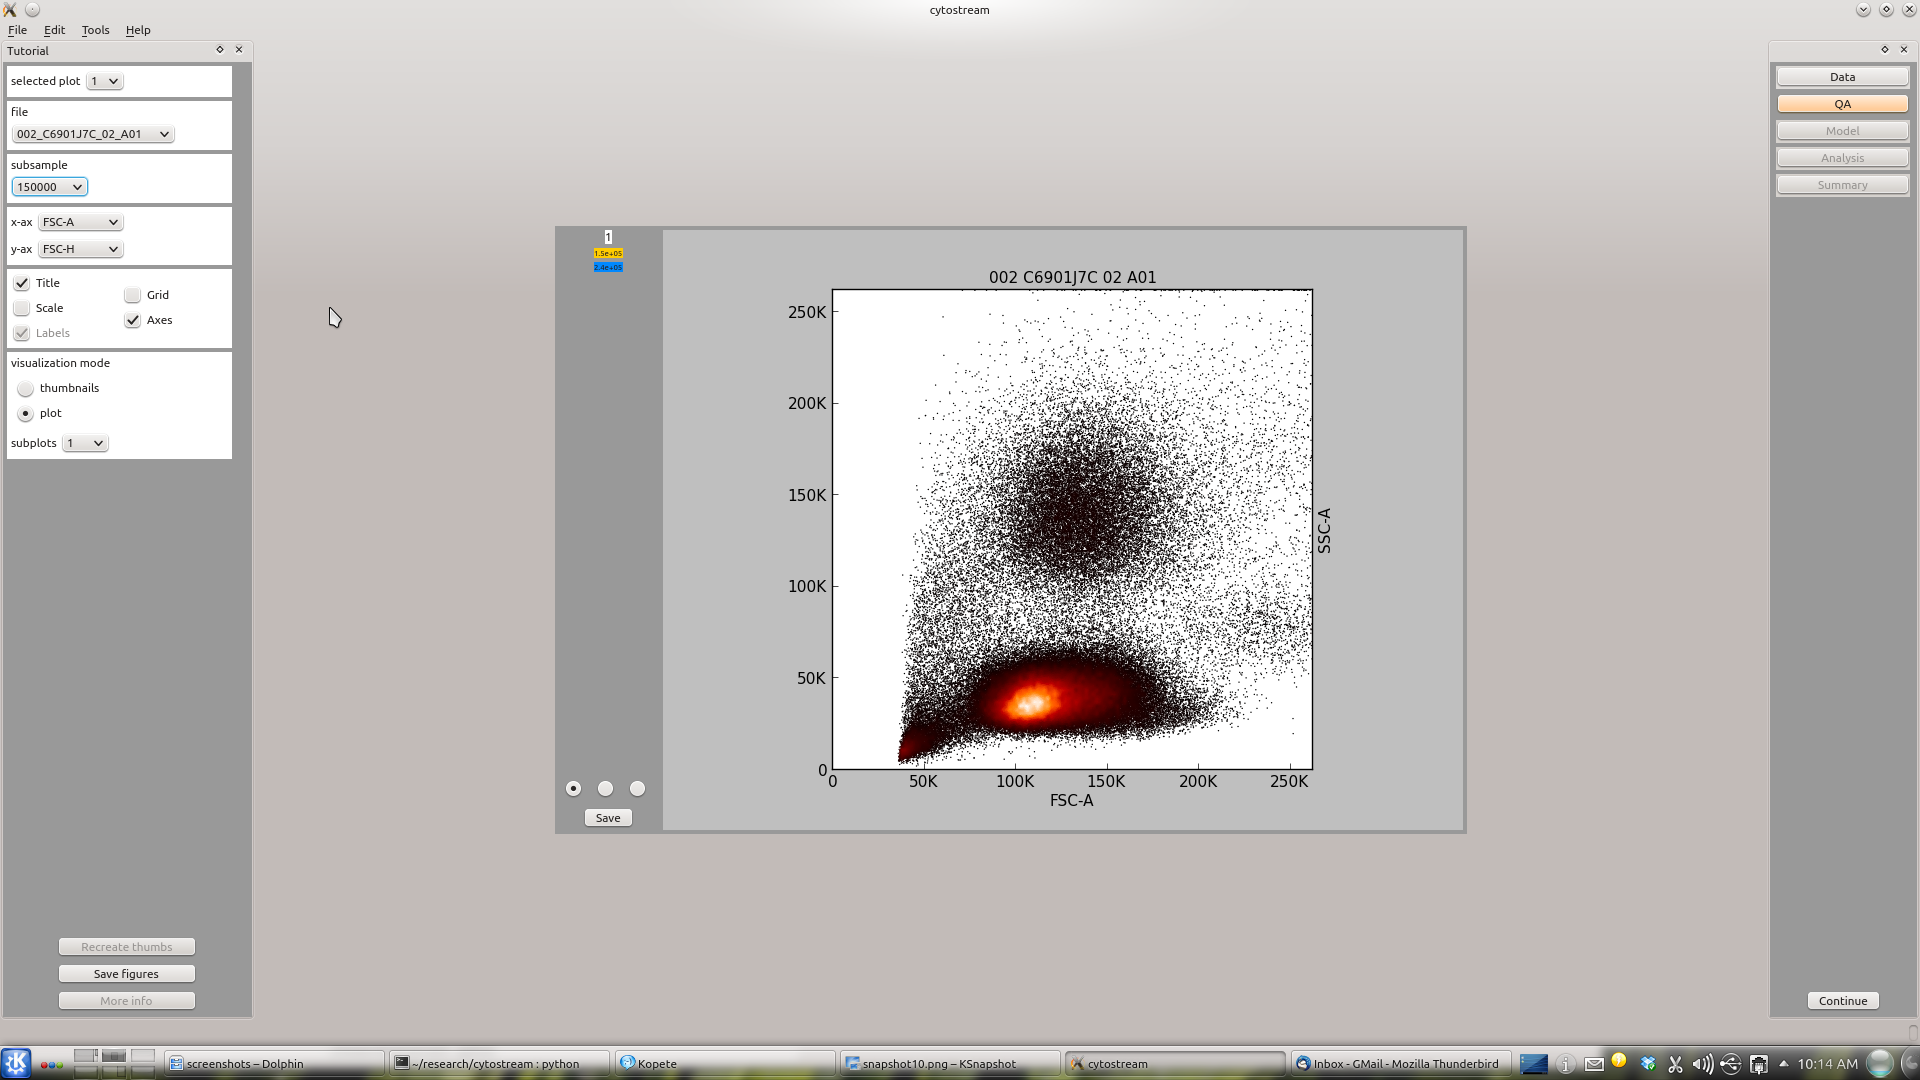 cytostream
File Edit Tools Help
Tutorial
selected plot 1
file
002_C6901J7C_02_A01
subsample
150000
x-ax FSC-A
y-ax FSC-H
Title
Grid
Scale
Axes
Labels
visualization mode
thumbnails
plot
subplots 1
Recreate thumbs
Save figures
More info
1
1.5e+05
2.4e+05
Save
002 C6901J7C 02 A01
250K
200K
150K
100K
50K
0
0 50K 100K 150K 200K 250K
FSC-A
SSC-A
Data
QA
Model
Analysis
Summary
Continue
screenshots – Dolphin
~/research/cytostream : python
Kopete
snapshot10.png – KSnapshot
cytostream
Inbox - GMail - Mozilla Thunderbird
10:14 AM